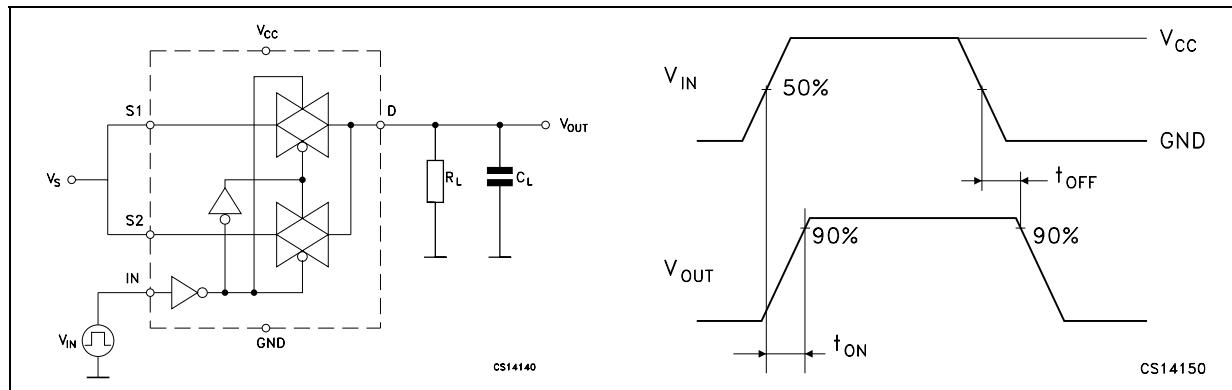 VCC
S1
D
VOUT
VS
RL
CL
S2
IN
VIN
GND
CS14140
VCC
VIN
50%
GND
tOFF
90%
90%
VOUT
tON
CS14150